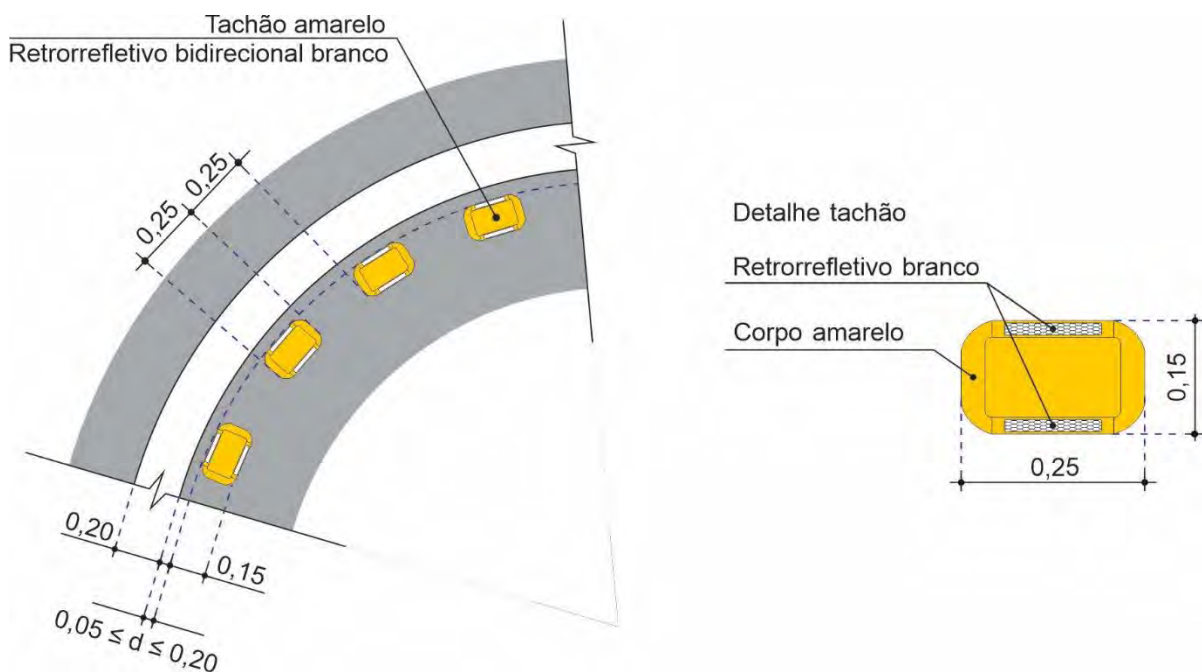 Tachão amarelo
Retrorrefletivo bidirecional branco
0,25
0,25
0,20
0,15
0,05 ≤ d ≤ 0,20
Detalhe tachão
Retrorrefletivo branco
Corpo amarelo
0,15
0,25